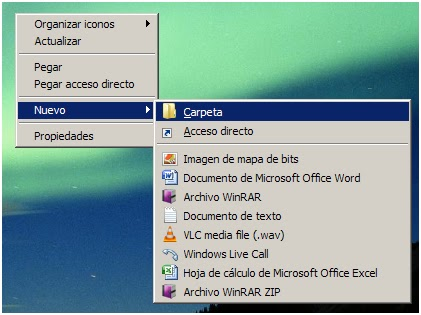 Organizar iconos
Actualizar
Pegar
Pegar acceso directo
Nuevo
Propiedades
Carpeta
Acceso directo
Imagen de mapa de bits
Documento de Microsoft Office Word
Archivo WinRAR
Documento de texto
VLC media file (.wav)
Windows Live Call
Hoja de cálculo de Microsoft Office Excel
Archivo WinRAR ZIP